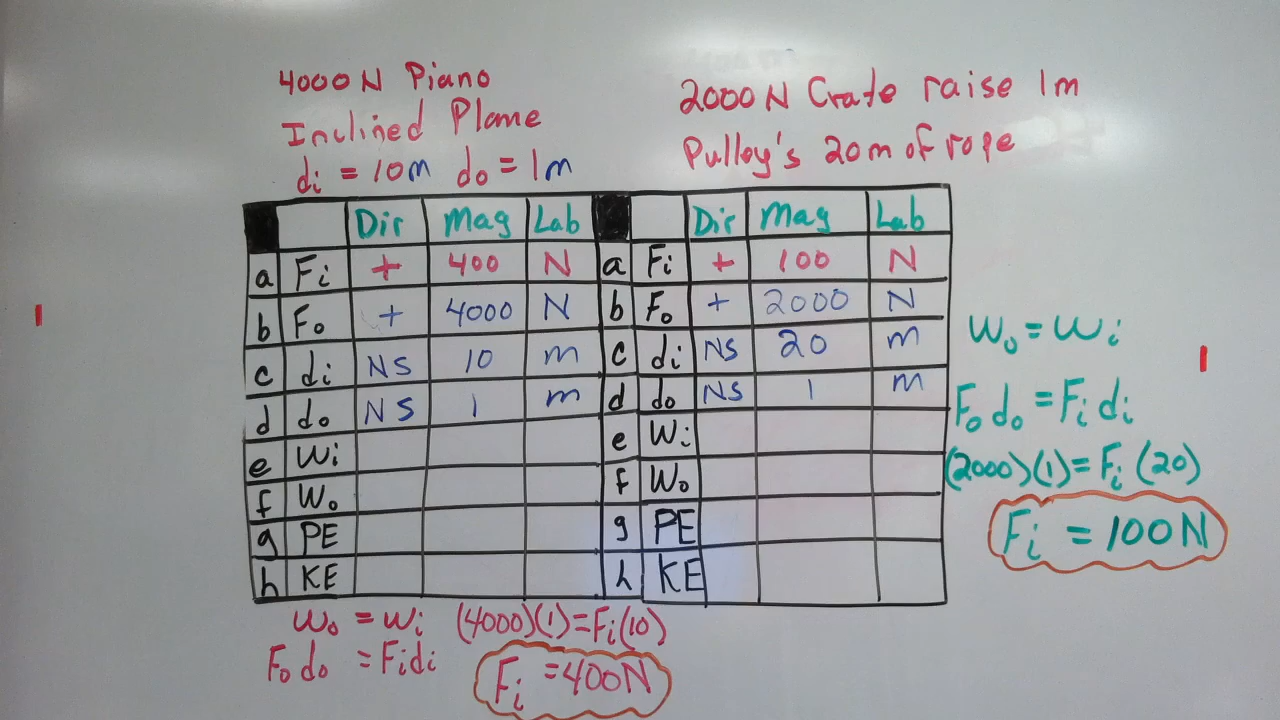 4000 N Piano
Inclined Plane
di = 10m do = 1m
2000 N Crate raise 1m
Pulley's 20m of rope
Dir Mag Lab Dir Mag Lab
a Fi + 400 N a Fi + 100 N
b Fo + 4000 N b Fo + 2000 N
c di NS 10 m c di NS 20 m
d do NS 1 m d do NS 1 m
e Wi e Wi
f Wo f Wo
g PE g PE
h KE h KE
Wo = Wi (4000)(1)=Fi(10)
Fo do = Fidi
Fi =400N
Wo = Wi
Fo do = Fi di
(2000)(1)=Fi (20)
Fi = 100N